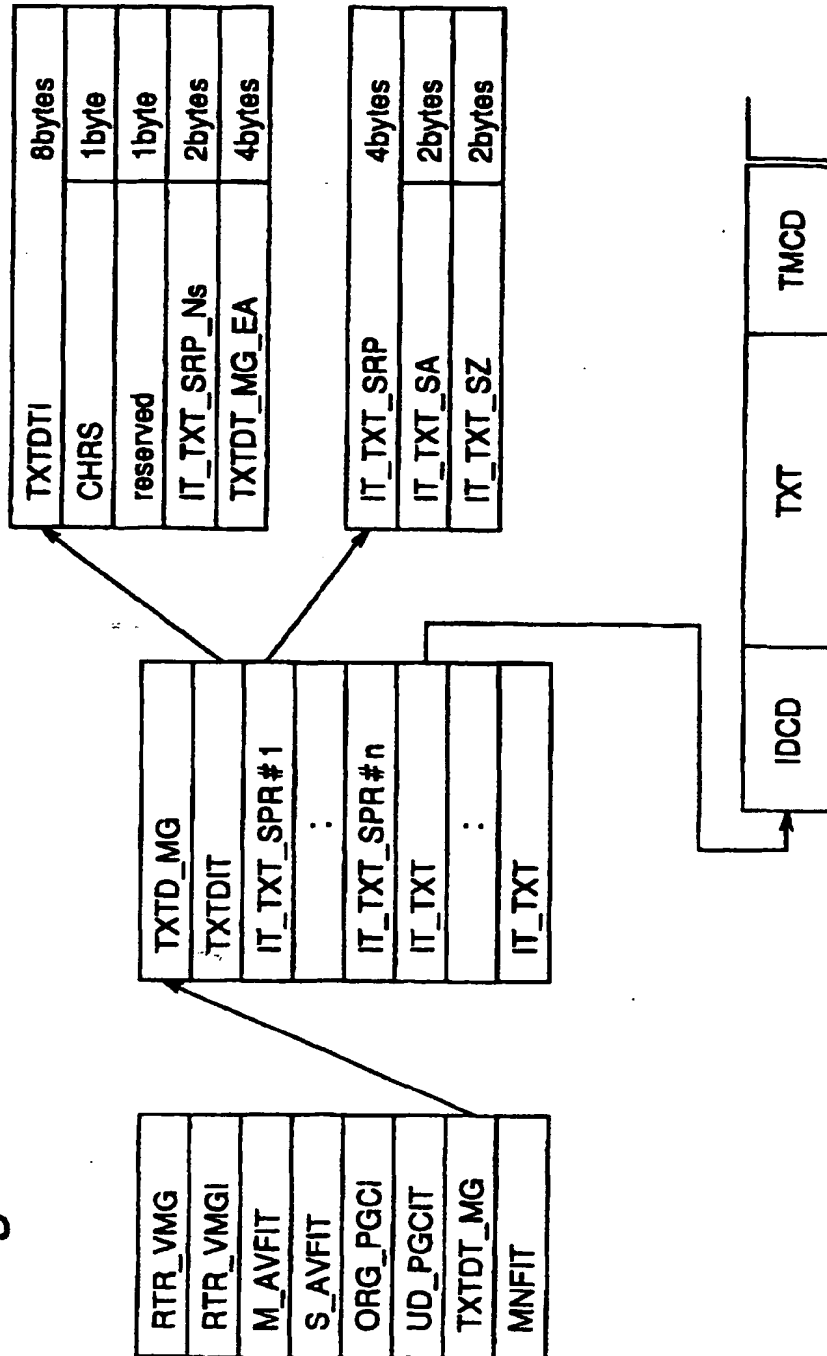 RTR_VMG
RTR_VMGI
M_AVFIT
S_AVFIT
ORG_PGCI
UD_PGCIT
TXTDT_MG
MNFIT
TXTD_MG
TXTDIT
IT_TXT_SPR#1
:
IT_TXT_SPR#n
IT_TXT
:
IT_TXT
TXTDTI 8bytes
CHRS 1byte
reserved 1byte
IT_TXT_SRP_Ns 2bytes
TXTDT_MG_EA 4bytes
IT_TXT_SRP 4bytes
IT_TXT_SA 2bytes
IT_TXT_SZ 2bytes
IDCD TXT TMCD